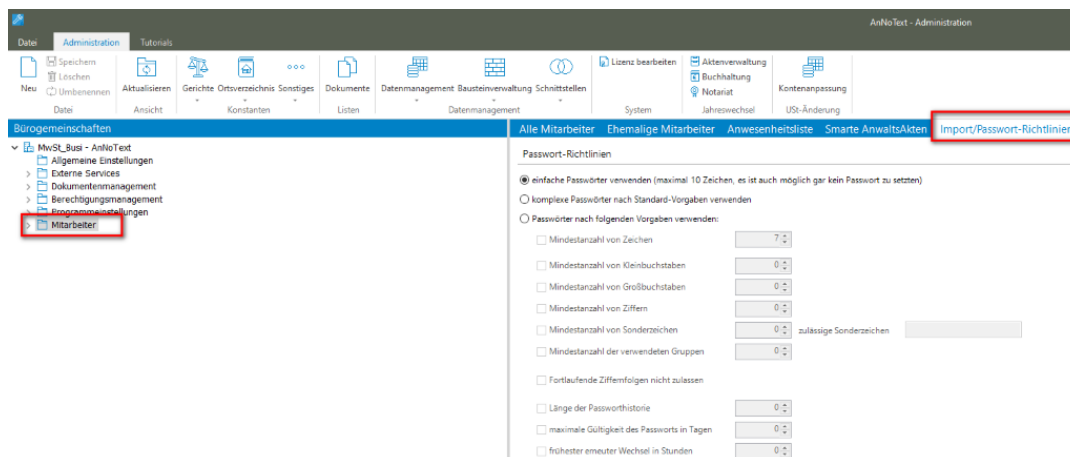 AnNoText - Administration
Datei Administration Tutorials
Neu
Speichern
Löschen
Umbenennen
Aktualisieren
Gerichte Ortsverzeichnis Sonstiges
Dokumente
Datenmanagement Bausteinverwaltung Schnittstellen
Lizenz bearbeiten
Aktenverwaltung
Buchhaltung
Notariat
Kontenanpassung
Datei Ansicht Konstanten Listen Datenmanagement System Jahreswechsel USt-Änderung
Bürogemeinschaften
MwSt_Busi - AnNoText
Allgemeine Einstellungen
Externe Services
Dokumentenmanagement
Berechtigungsmanagement
Programmeinstellungen
Mitarbeiter
Alle Mitarbeiter Ehemalige Mitarbeiter Anwesenheitsliste Smarte AnwaltsAkten Import/Passwort-Richtlinien
Passwort-Richtlinien
einfache Passwörter verwenden (maximal 10 Zeichen, es ist auch möglich gar kein Passwort zu setzten)
komplexe Passwörter nach Standard-Vorgaben verwenden
Passwörter nach folgenden Vorgaben verwenden:
Mindestanzahl von Zeichen 7
Mindestanzahl von Kleinbuchstaben 0
Mindestanzahl von Großbuchstaben 0
Mindestanzahl von Ziffern 0
Mindestanzahl von Sonderzeichen 0 zulässige Sonderzeichen
Mindestanzahl der verwendeten Gruppen 0
Fortlaufende Ziffernfolgen nicht zulassen
Länge der Passworthistorie 0
maximale Gültigkeit des Passworts in Tagen 0
frühester erneuter Wechsel in Stunden 0